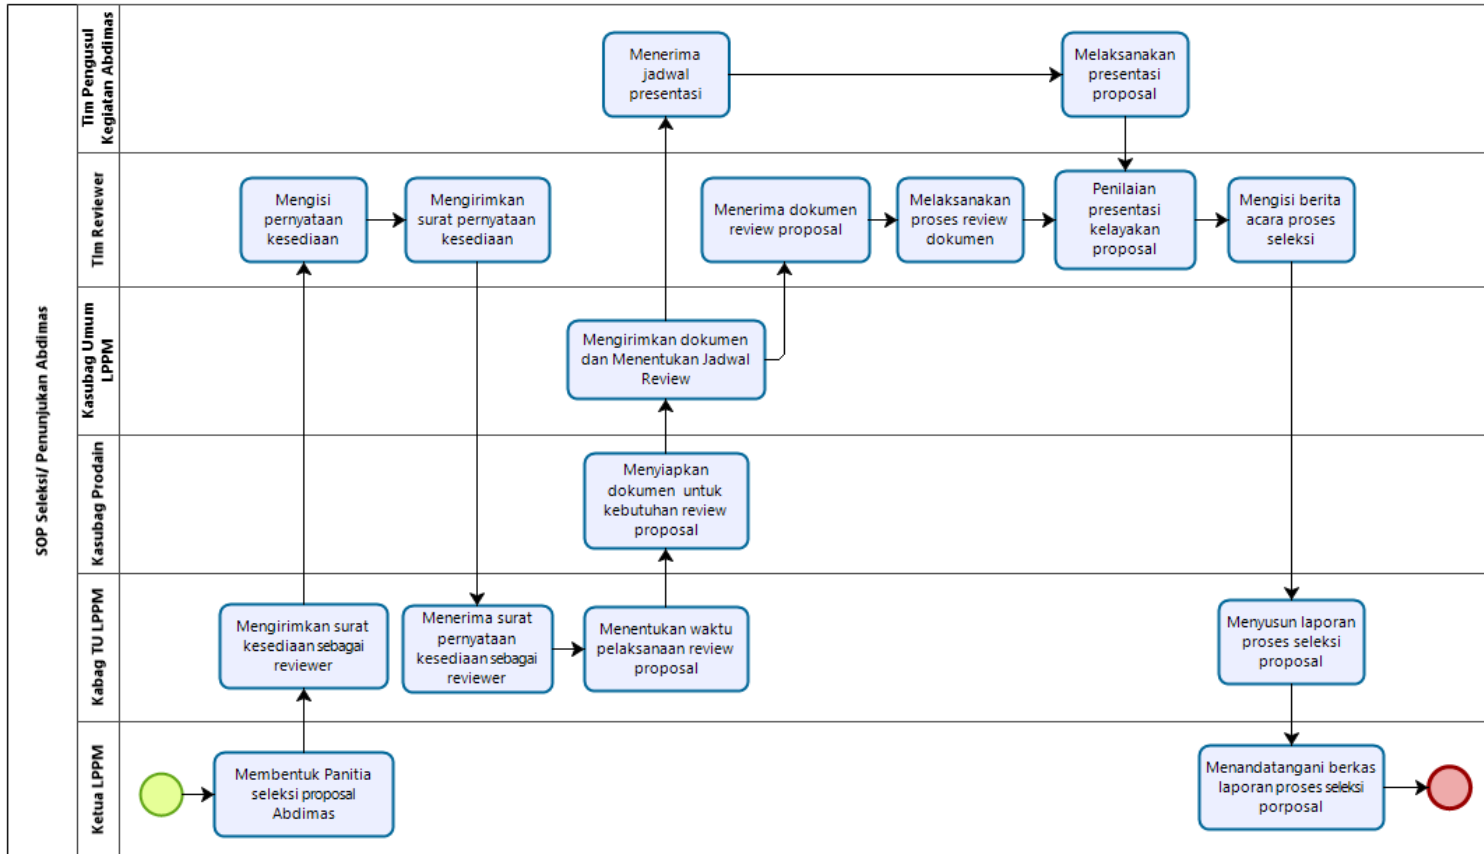 SOP Seleksi/ Penunjukan Abdimas
Tim Pengusul
Kegiatan Abdimas
Menerima
jadwal
presentasi
Melaksanakan
presentasi
proposal
TIm Reviewer
Mengisi
pernyataan
kesediaan
Mengirimkan
surat pernyataan
kesediaan
Menerima dokumen
review proposal
Melaksanakan
proses review
dokumen
Penilaian
presentasi
kelayakan
proposal
Mengisi berita
acara proses
seleksi
Kasubag Umum
LPPM
Mengirimkan dokumen
dan Menentukan Jadwal
Review
Kasubag Prodain
Menyiapkan
dokumen untuk
kebutuhan review
proposal
Kabag TU LPPM
Mengirimkan surat
kesediaan sebagai
reviewer
Menerima surat
pernyataan
kesediaan sebagai
reviewer
Menentukan waktu
pelaksanaan review
proposal
Menyusun laporan
proses seleksi
proposal
Ketua LPPM
Membentuk Panitia
seleksi proposal
Abdimas
Menandatangani berkas
laporan proses seleksi
porposal